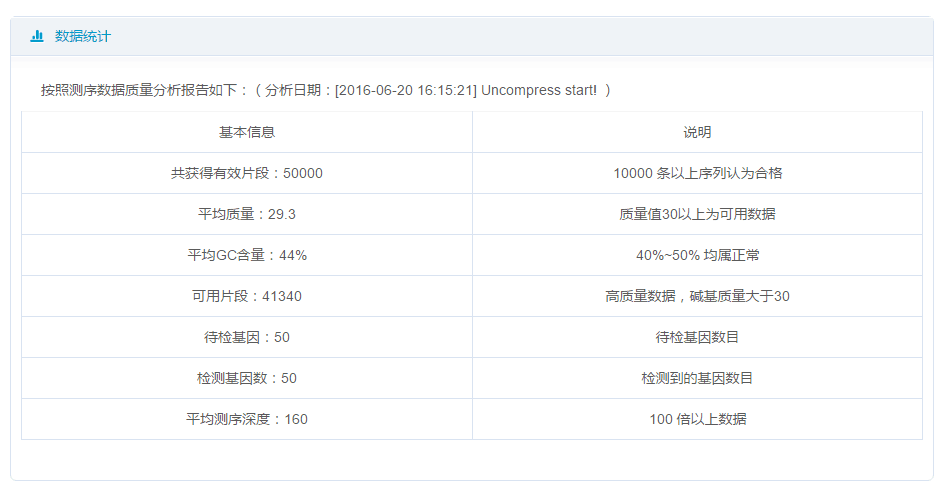 数据统计
按照测序数据质量分析报告如下：（ 分析日期：[2016-06-20 16:15:21] Uncompress start! ）
基本信息 说明
共获得有效片段：50000 10000 条以上序列认为合格
平均质量：29.3 质量值30以上为可用数据
平均GC含量：44% 40%~50% 均属正常
可用片段：41340 高质量数据，碱基质量大于30
待检基因：50 待检基因数目
检测基因数：50 检测到的基因数目
平均测序深度：160 100 倍以上数据